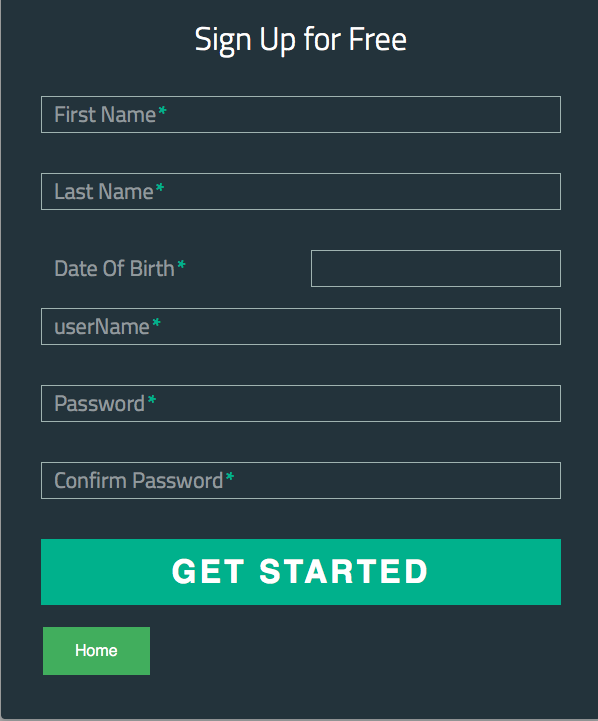 Sign Up for Free
First Name*
Last Name*
Date Of Birth*
userName*
Password*
Confirm Password*
GET STARTED
Home